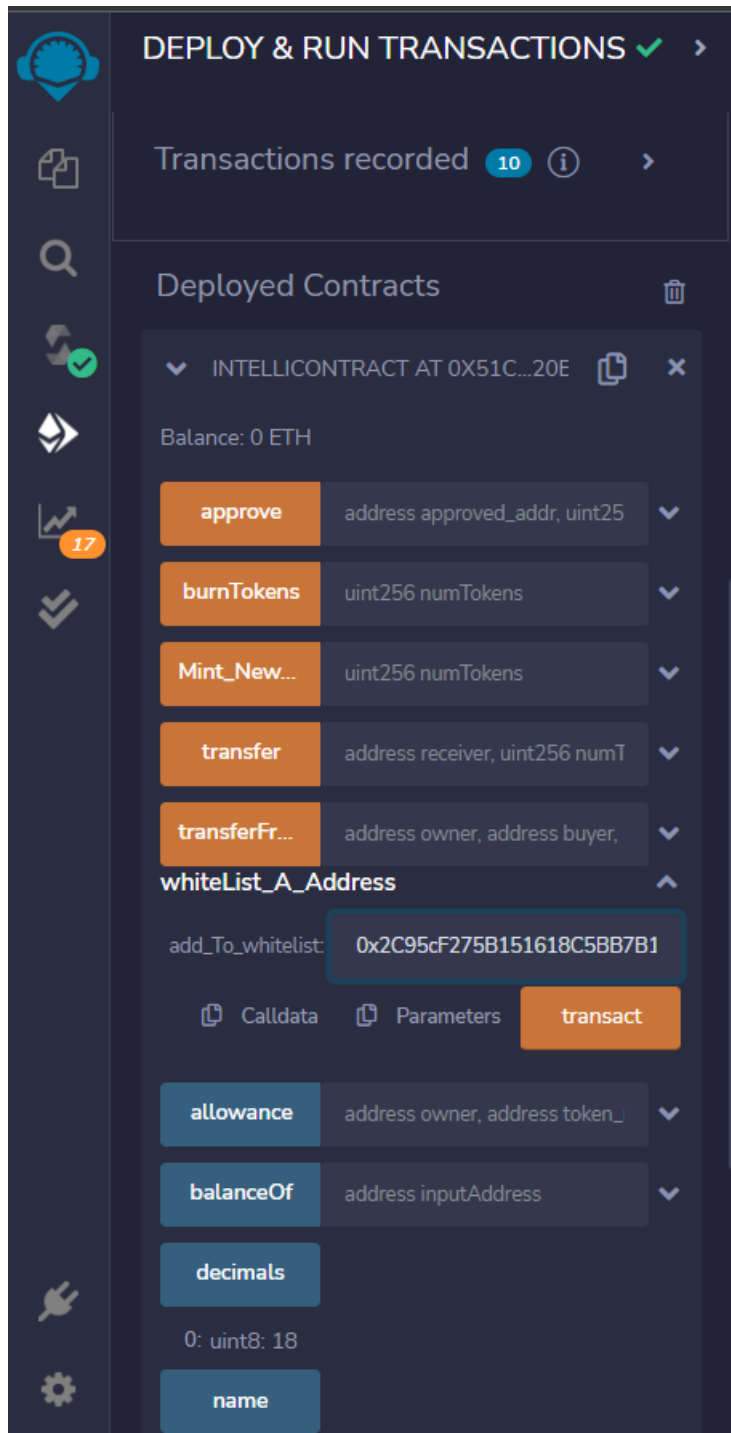 DEPLOY & RUN TRANSACTIONS
Transactions recorded 10 i
Deployed Contracts
INTELLICONTRACT AT 0X51C...20E
Balance: 0 ETH
17
approve address approved_addr, uint25
burnTokens uint256 numTokens
Mint_New... uint256 numTokens
transfer address receiver, uint256 numT
transferFr... address owner, address buyer,
whiteList_A_Address
add_To_whitelist: 0x2C95cF275B151618C5BB7B1
Calldata Parameters transact
allowance address owner, address token_
balanceOf address inputAddress
decimals
0: uint8: 18
name